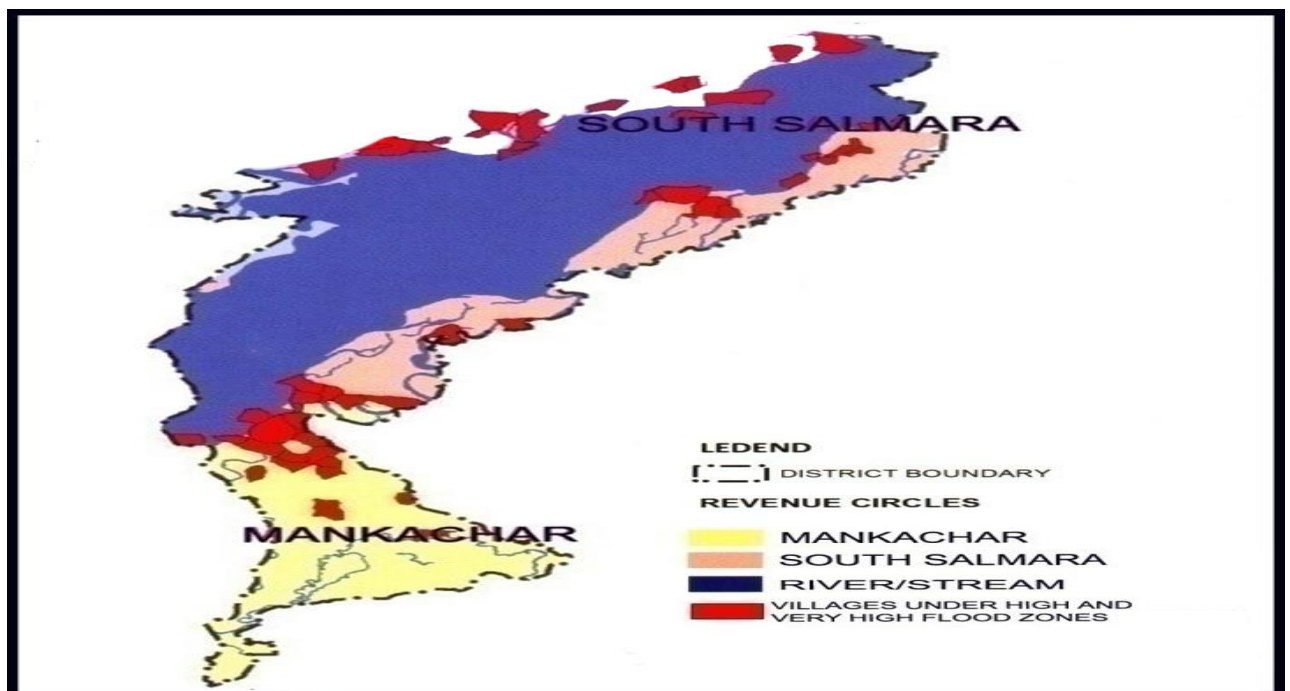 SOUTH SALMARA
MANKACHAR
LEDEND
DISTRICT BOUNDARY
REVENUE CIRCLES
MANKACHAR
SOUTH SALMARA
RIVER/STREAM
VILLAGES UNDER HIGH AND
VERY HIGH FLOOD ZONES